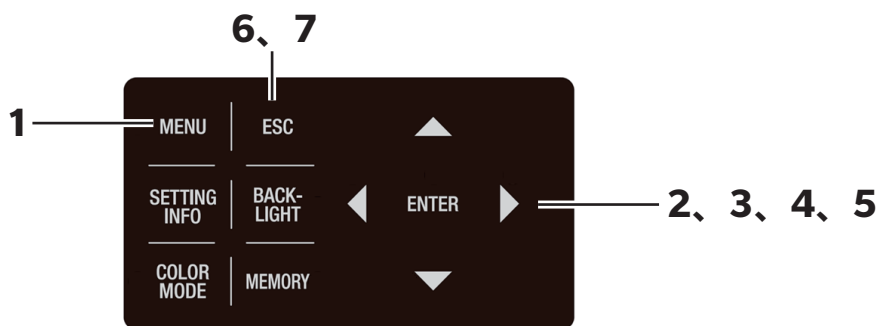 6、7
1
MENU
ESC
SETTING
INFO
BACK-
LIGHT
ENTER
2、3、4、5
COLOR
MODE
MEMORY